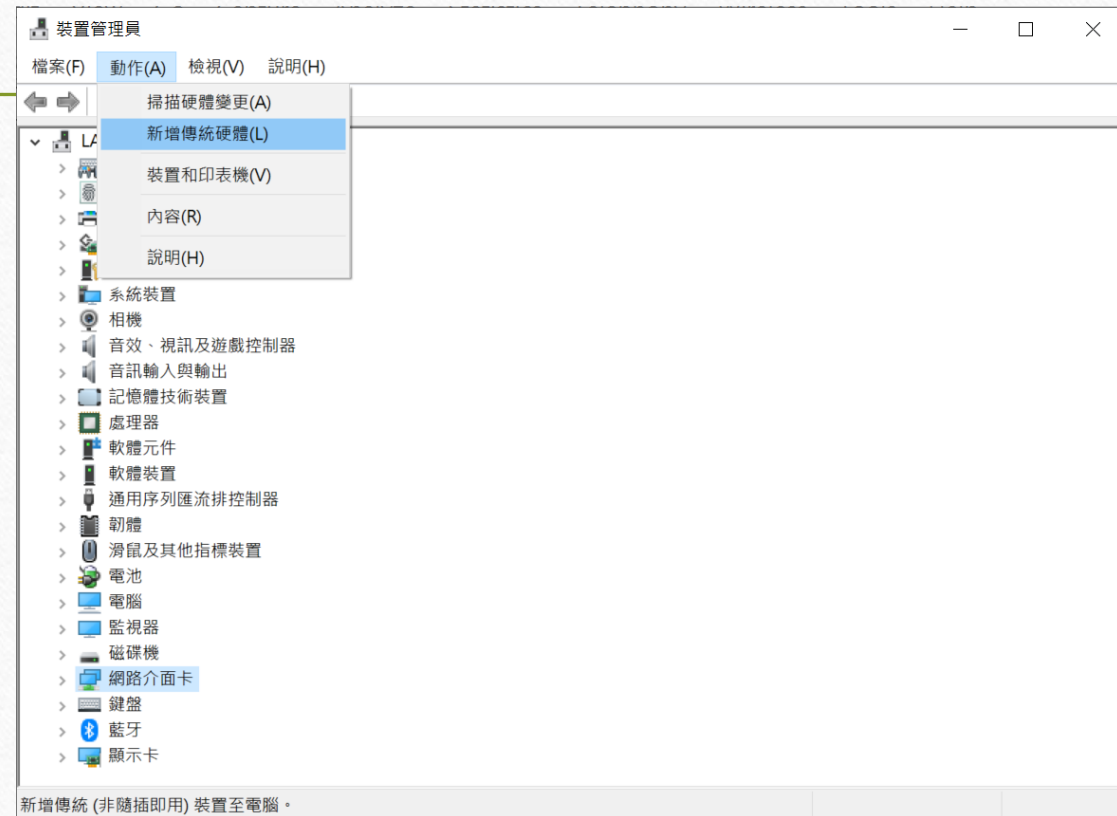 裝置管理員
檔案(F) 動作(A) 檢視(V) 說明(H)
掃描硬體變更(A)
新增傳統硬體(L)
裝置和印表機(V)
內容(R)
說明(H)
系統裝置
相機
音效、視訊及遊戲控制器
音訊輸入與輸出
記憶體技術裝置
處理器
軟體元件
軟體裝置
通用序列匯流排控制器
韌體
滑鼠及其他指標裝置
電池
電腦
監視器
磁碟機
網路介面卡
鍵盤
藍牙
顯示卡
新增傳統 (非隨插即用) 裝置至電腦。